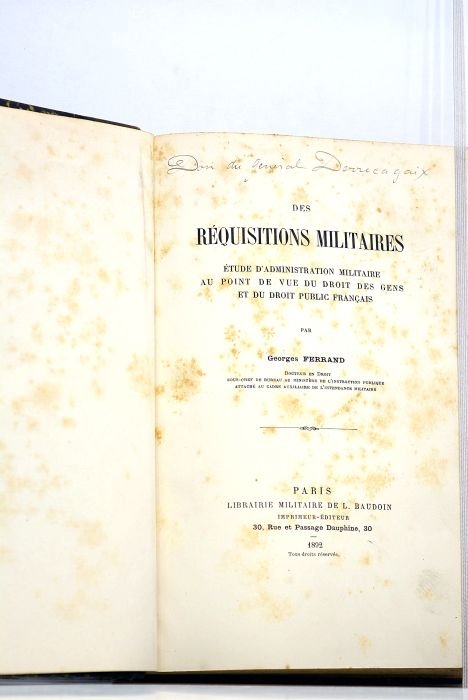 Don du Général Derrécagaix
DES
RÉQUISITIONS MILITAIRES
ÉTUDE D'ADMINISTRATION MILITAIRE
AU POINT DE VUE DU DROIT DES GENS
ET DU DROIT PUBLIC FRANÇAIS
PAR
Georges FERRAND
DOCTEUR EN DROIT
SOUS-CHEF DE BUREAU AU MINISTÈRE DE L'INSTRUCTION PUBLIQUE
ATTACHÉ AU CADRE AUXILIAIRE DE L'INTENDANCE MILITAIRE
PARIS
LIBRAIRIE MILITAIRE DE L. BAUDOIN
IMPRIMEUR-ÉDITEUR
30, Rue et Passage Dauphine, 30
1892
Tous droits réservés.